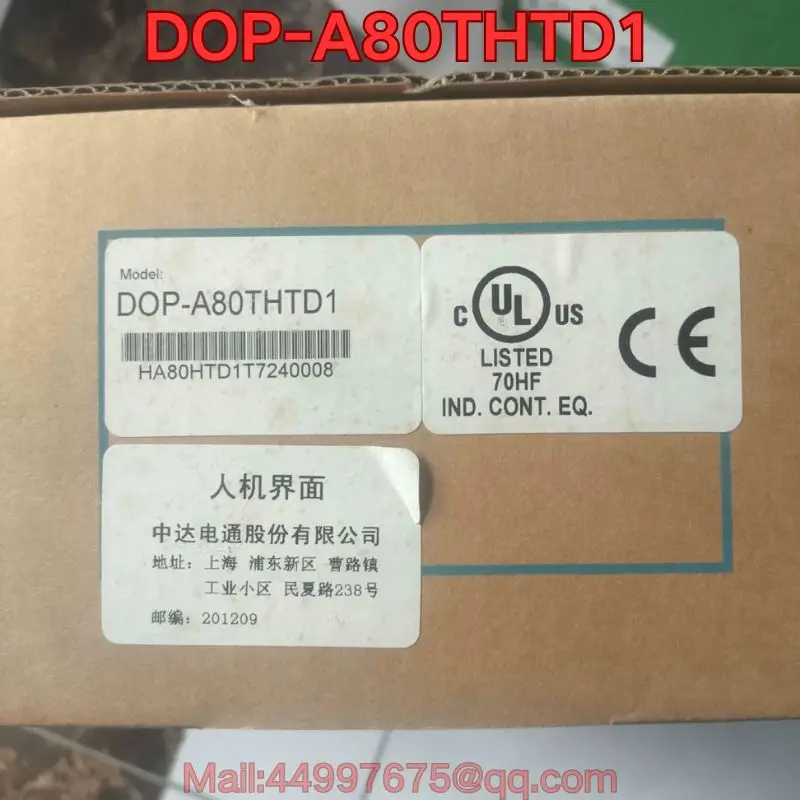 DOP-A80THTD1
Model:
DOP-A80THTD1
HA80HTD1T7240008
C UL US
LISTED
70HF
IND. CONT. EQ.
CE
人机界面
中达电通股份有限公司
地址: 上海 浦东新区 曹路镇
工业小区 民夏路238号
邮编: 201209
Mail:44997675@qq.com